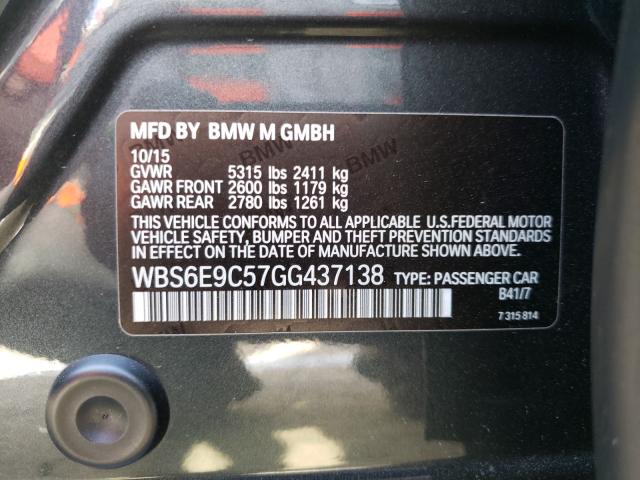 MFD BY BMW M GMBH
10/15
GVWR 5315 lbs 2411 kg
GAWR FRONT 2600 lbs 1179 kg
GAWR REAR 2780 lbs 1261 kg
THIS VEHICLE CONFORMS TO ALL APPLICABLE U.S.FEDERAL MOTOR
VEHICLE SAFETY, BUMPER AND THEFT PREVENTION STANDARDS
IN EFFECT ON THE DATE OF MANUFACTURE SHOWN ABOVE.
WBS6E9C57GG437138 TYPE: PASSENGER CAR
B41/7
7 315 814
BMW
BMW